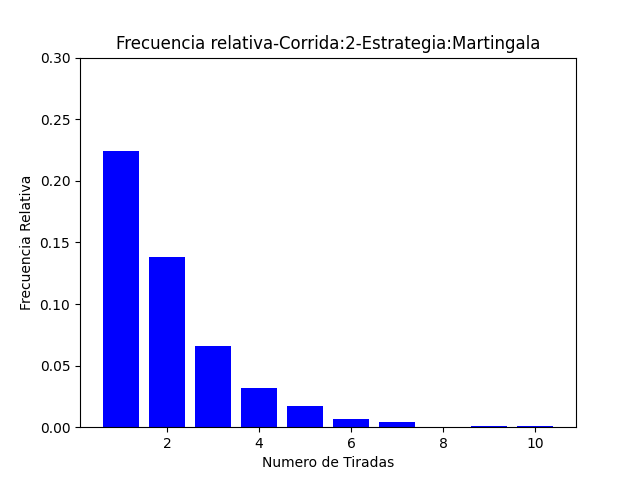 Frecuencia relativa-Corrida:2-Estrategia:Martingala
0.30
0.25
0.20
0.15
0.10
0.05
0.00
Frecuencia Relativa
2 4 6 8 10
Numero de Tiradas